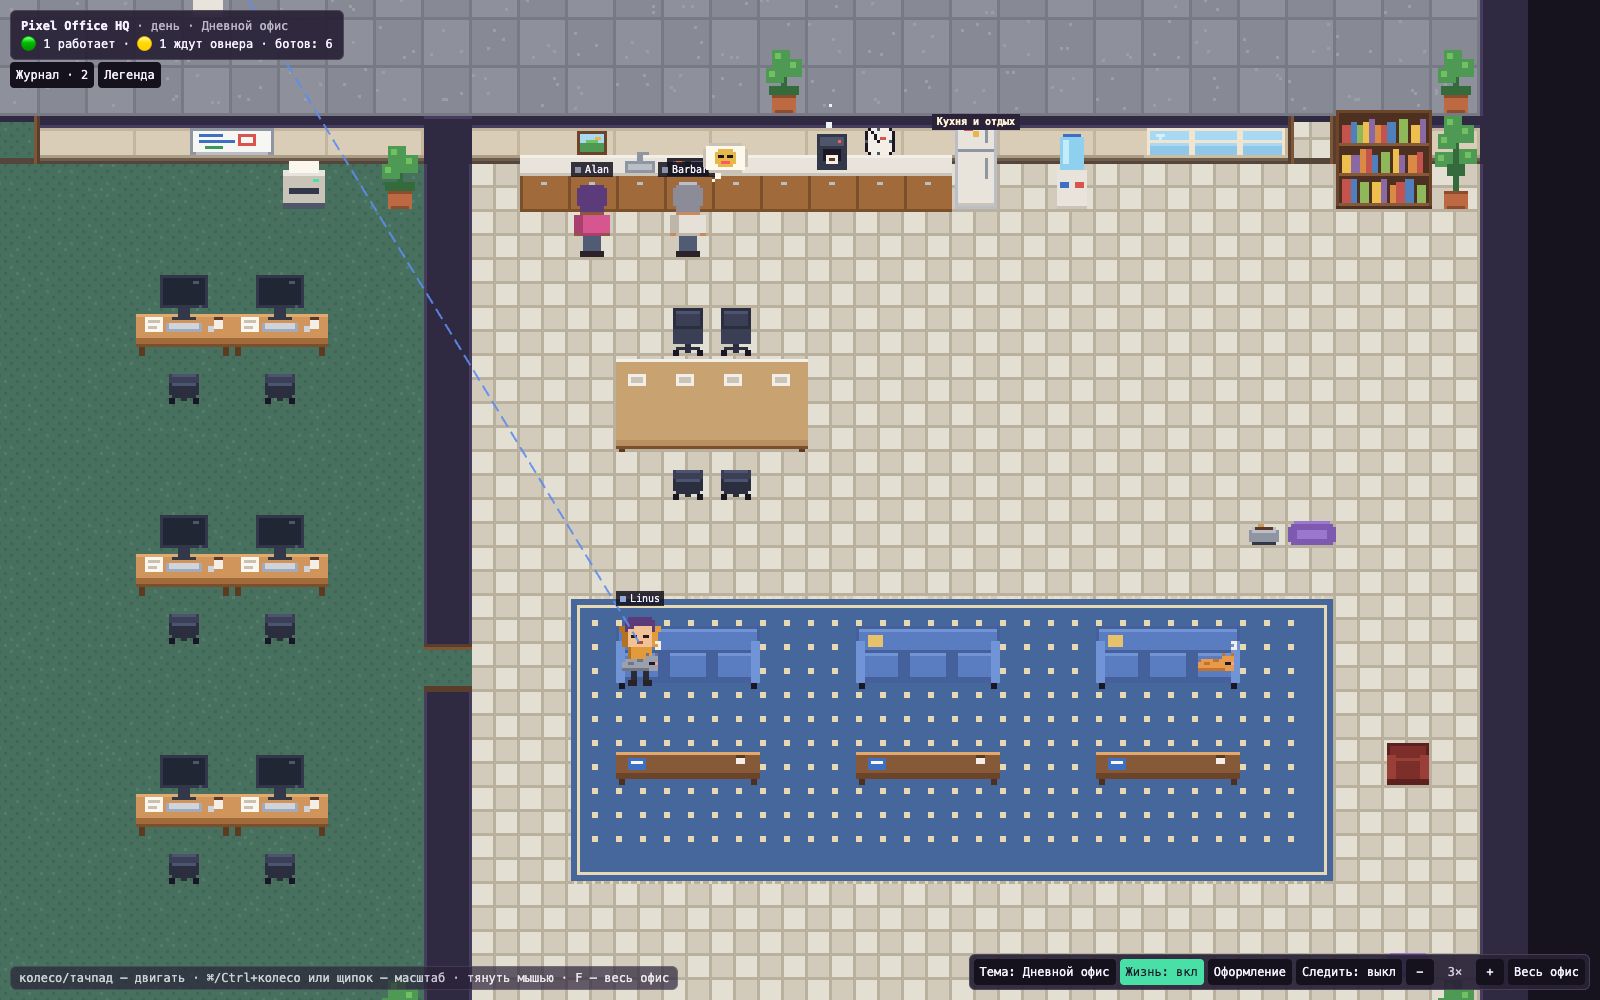 Pixel Office HQ · день · Дневной офис
1 работает · 1 ждут овнера · ботов: 6
Журнал · 2
Легенда
Кухня и отдых
Alan
Linus
колесо/тачпад — двигать · ⌘/Ctrl+колесо или щипок — масштаб · тянуть мышью · F — весь офис
Тема: Дневной офис
Жизнь: вкл
Оформление
Следить: выкл
−
3×
+
Весь офис